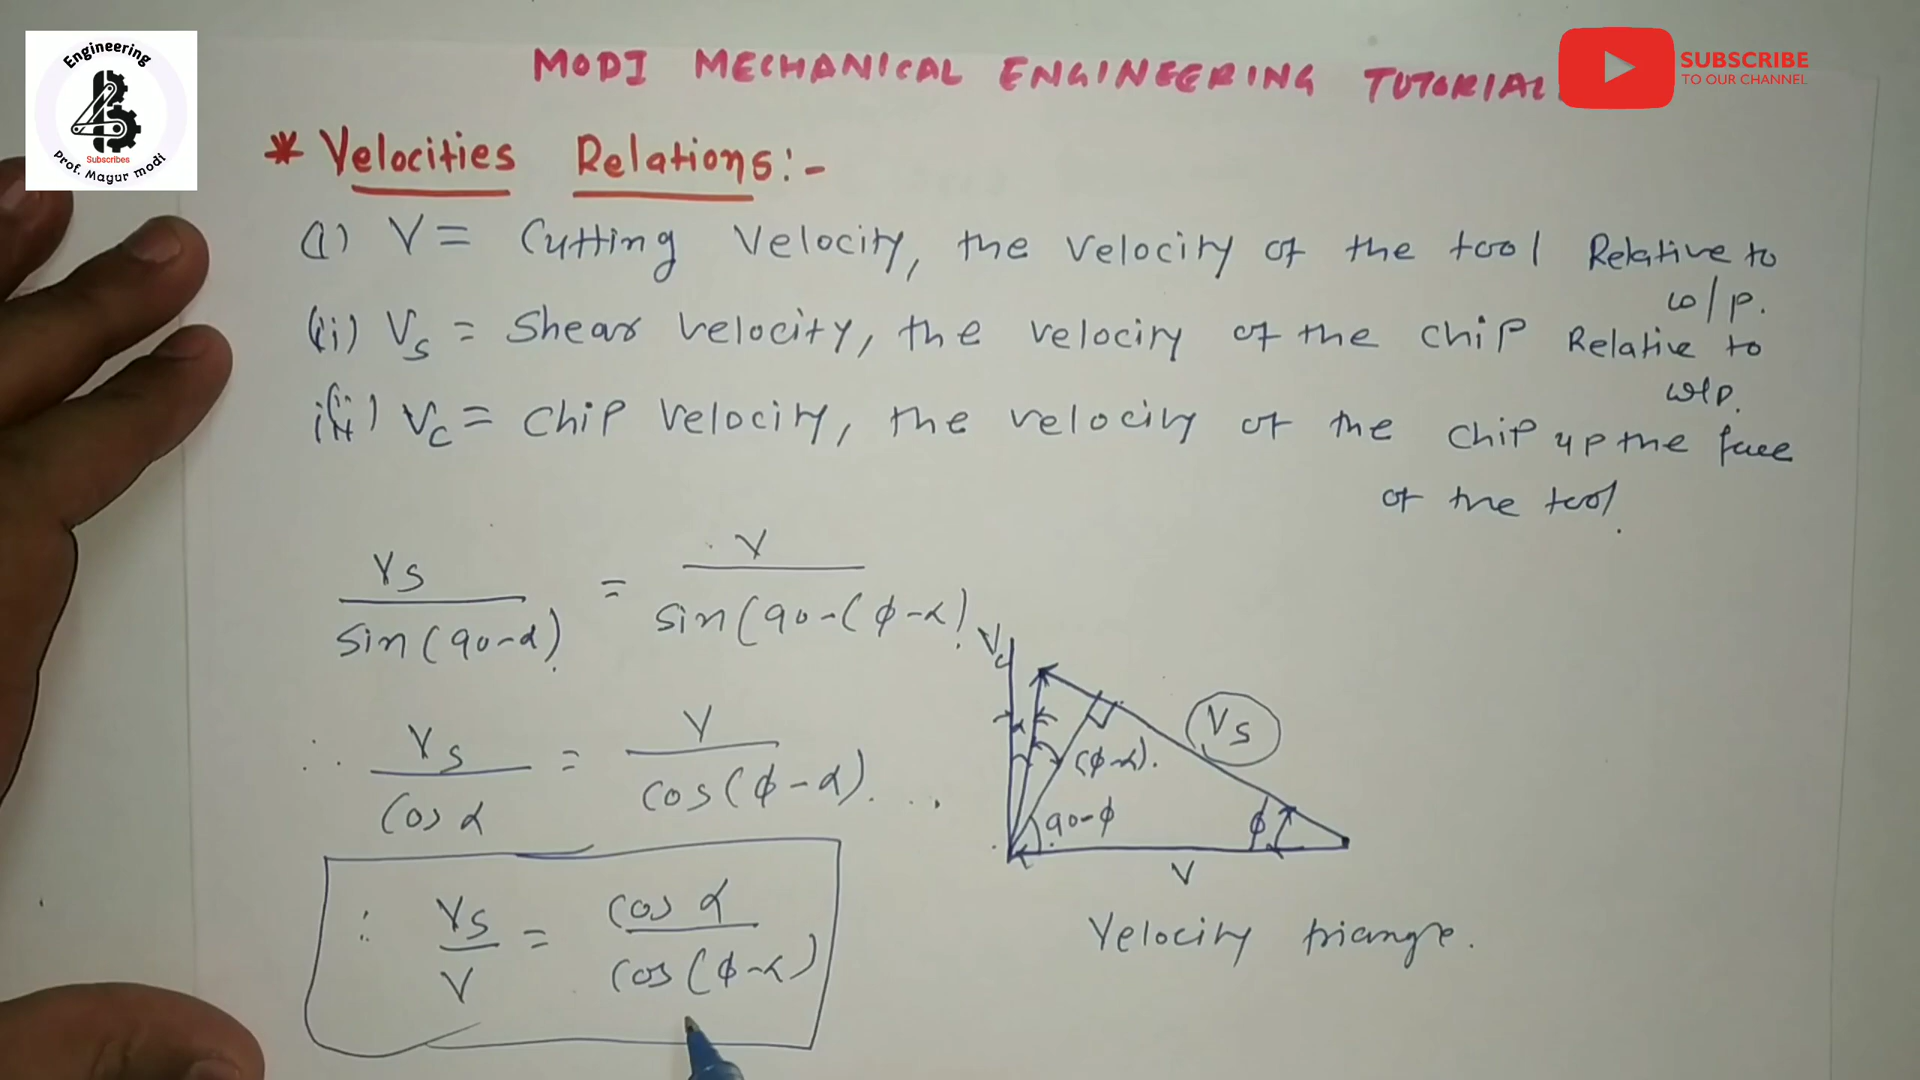 Engineering
Subscribes
Prof. Mayur modi
MODI MECHANICAL ENGINEERING TUTORIAL
SUBSCRIBE
TO OUR CHANNEL
* Velocities Relations:-
(i) V = Cutting Velocity, the velocity of the tool Relative to
w/p.
(ii) Vs = Shear velocity, the velocity of the chip Relative to
w/p.
(iii) Vc = Chip velocity, the velocity of the chip up the face
of the tool.
Vs / sin(90-α) = V / sin(90-(φ-α)
∴ Vs / cos α = V / cos(φ-α). ..
∴ Vs / V = cos α / cos(φ-α)
Vc
Vs
α
(φ-α).
90-φ
φ
V
Velocity triangle.